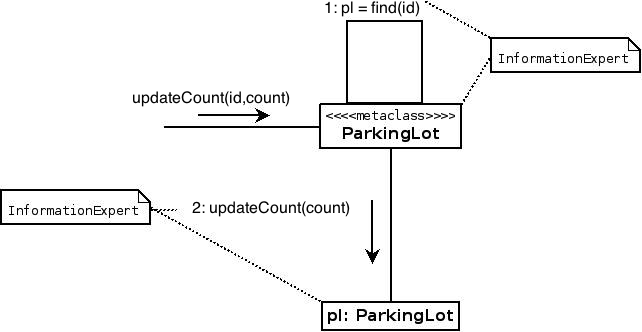 1: pl = find(id)
InformationExpert
updateCount(id,count)
<<<<metaclass>>>>
ParkingLot
InformationExpert
2: updateCount(count)
pl: ParkingLot